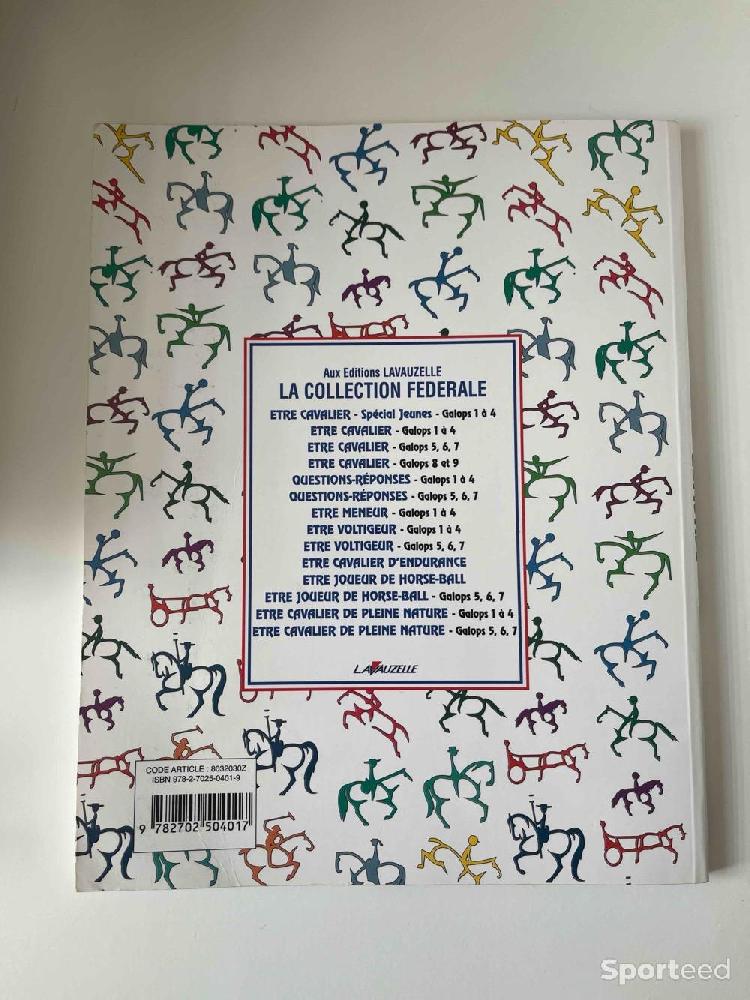 Aux Editions LAVAUZELLE
LA COLLECTION FEDERALE
ETRE CAVALIER - Spécial Jeunes - Galops 1 à 4
ETRE CAVALIER - Galops 1 à 4
ETRE CAVALIER - Galops 5, 6, 7
ETRE CAVALIER - Galops 8 et 9
QUESTIONS-RÉPONSES - Galops 1 à 4
QUESTIONS-RÉPONSES - Galops 5, 6, 7
ETRE MENEUR - Galops 1 à 4
ETRE VOLTIGEUR - Galops 1 à 4
ETRE VOLTIGEUR - Galops 5, 6, 7
ETRE CAVALIER D'ENDURANCE
ETRE JOUEUR DE HORSE-BALL
ETRE JOUEUR DE HORSE-BALL - Galops 5, 6, 7
ETRE CAVALIER DE PLEINE NATURE - Galops 1 à 4
ETRE CAVALIER DE PLEINE NATURE - Galops 5, 6, 7
LAVAUZELLE
CODE ARTICLE : 8032030Z
ISBN 978-2-7025-0401-9
9 782702 504017
Sporteed